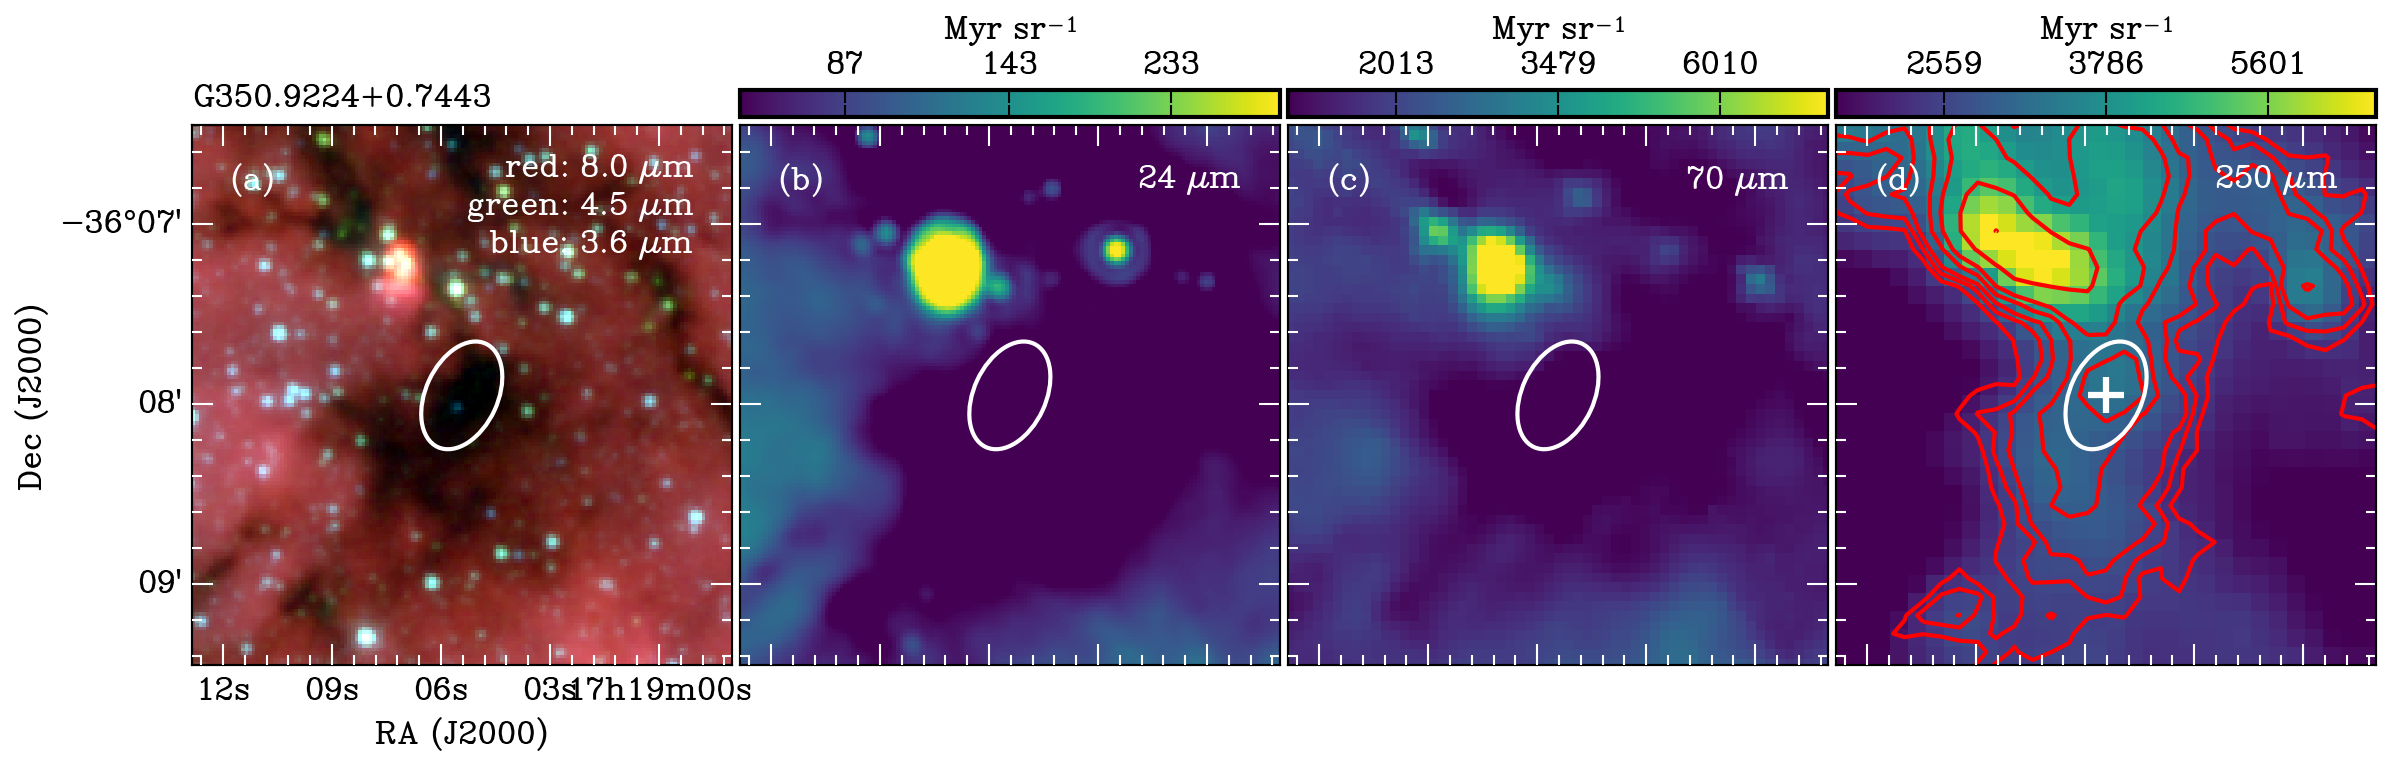 Myr sr⁻¹
87 143 233
Myr sr⁻¹
2013 3479 6010
Myr sr⁻¹
2559 3786 5601
G350.9224+0.7443
(a)
red: 8.0 μm
green: 4.5 μm
blue: 3.6 μm
(b)
24 μm
(c)
70 μm
(d)
250 μm
−36°07'
08'
09'
Dec (J2000)
12s 09s 06s 03s 17h19m00s
RA (J2000)